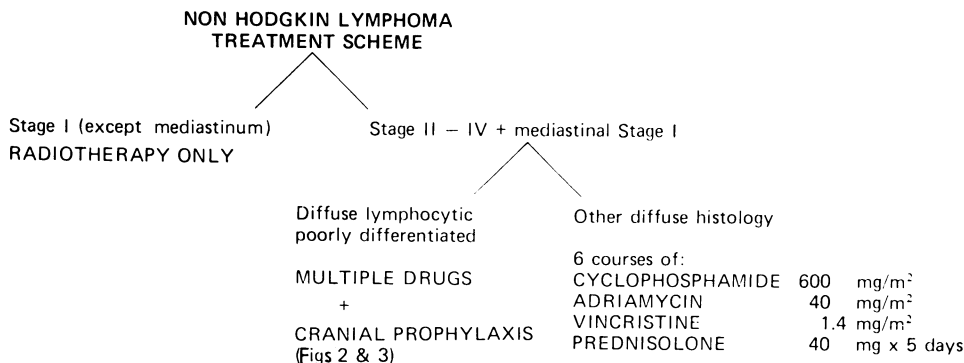 NON HODGKIN LYMPHOMA
TREATMENT SCHEME
Stage I (except mediastinum)
RADIOTHERAPY ONLY
Stage II – IV + mediastinal Stage I
Diffuse lymphocytic
poorly differentiated
MULTIPLE DRUGS
+
CRANIAL PROPHYLAXIS
(Figs 2 & 3)
Other diffuse histology
6 courses of:
CYCLOPHOSPHAMIDE 600 mg/m²
ADRIAMYCIN 40 mg/m²
VINCRISTINE 1.4 mg/m²
PREDNISOLONE 40 mg x 5 days